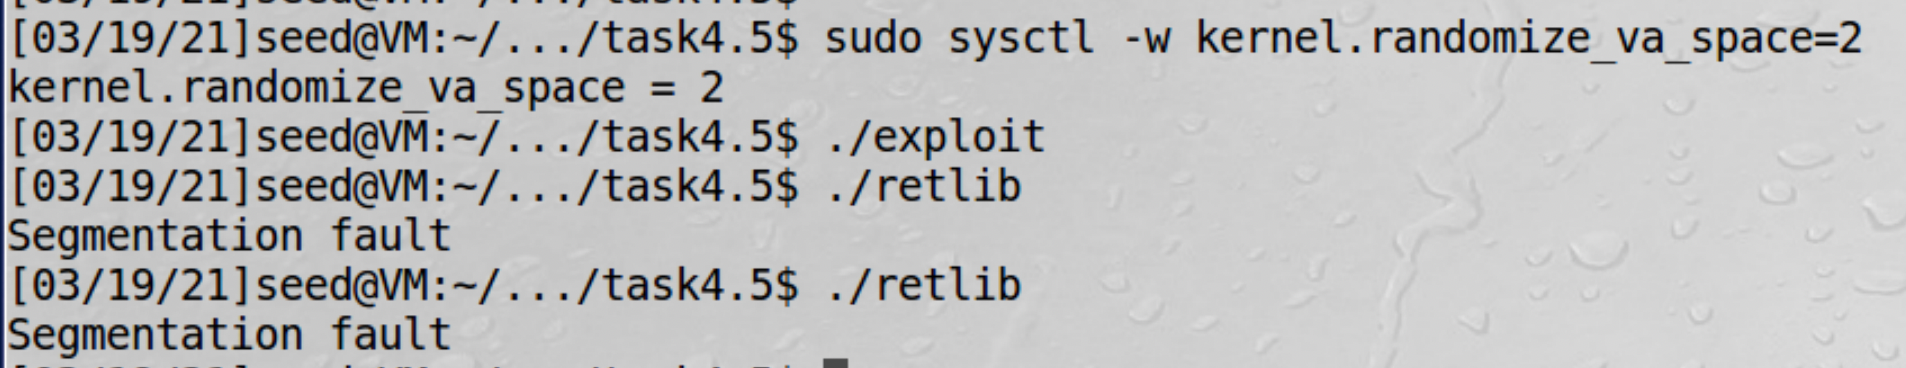 [03/19/21]seed@VM:~/.../task4.5$ sudo sysctl -w kernel.randomize_va_space=2
kernel.randomize_va_space = 2
[03/19/21]seed@VM:~/.../task4.5$ ./exploit
[03/19/21]seed@VM:~/.../task4.5$ ./retlib
Segmentation fault
[03/19/21]seed@VM:~/.../task4.5$ ./retlib
Segmentation fault